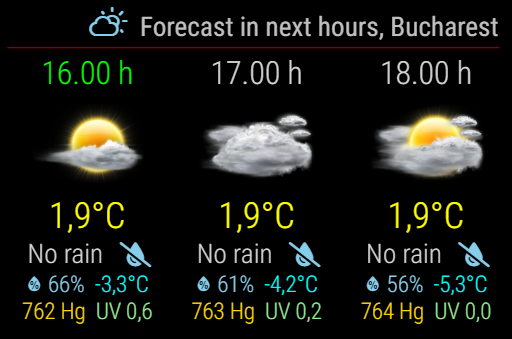 Forecast in next hours, Bucharest
16.00 h 17.00 h 18.00 h
1,9°C 1,9°C 1,9°C
No rain No rain No rain
% 66% -3,3°C % 61% -4,2°C % 56% -5,3°C
762 Hg UV 0,6 763 Hg UV 0,2 764 Hg UV 0,0